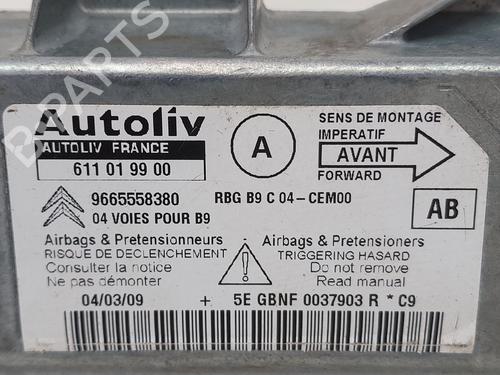 Autoliv
AUTOLIV FRANCE
611 01 99 00
A
SENS DE MONTAGE
IMPERATIF
AVANT
FORWARD
9665558380
RBG B9 C 04-CEM00
04 VOIES POUR B9
AB
Airbags & Pretensionneurs
RISQUE DE DECLENCHEMENT
Consulter la notice
Ne pas démonter
Airbags & Pretensioners
TRIGGERING HASARD
Do not remove
Read manual
04/03/09 + 5E GBNF 0037903 R * C9
B-PARTS